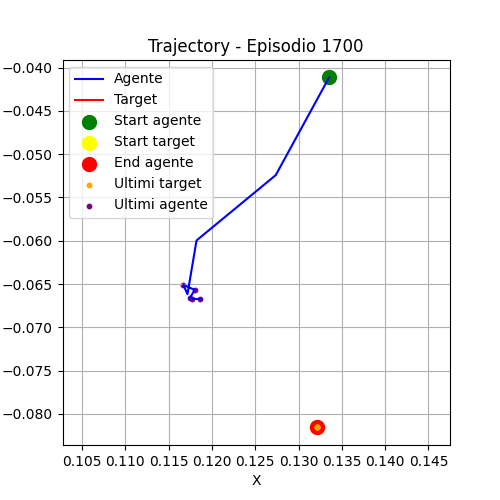 Trajectory - Episodio 1700
−0.040
−0.045
−0.050
−0.055
−0.060
−0.065
−0.070
−0.075
−0.080
Agente
Target
Start agente
Start target
End agente
Ultimi target
Ultimi agente
0.105 0.110 0.115 0.120 0.125 0.130 0.135 0.140 0.145
X